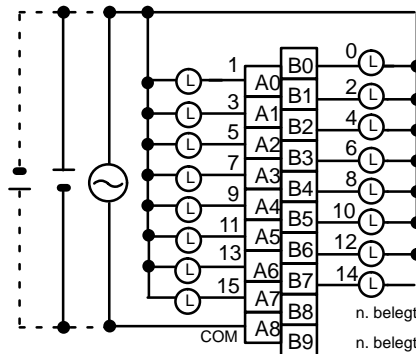 0 L
1 L B0
A0 2 L
3 L B1
A1 4 L
5 L B2
A2 6 L
7 L B3
A3 8 L
9 L B4
A4 10 L
11 L B5
A5 12 L
13 L B6
A6 14 L
15 L B7
A7
B8 n. belegt
COM A8
B9 n. belegt